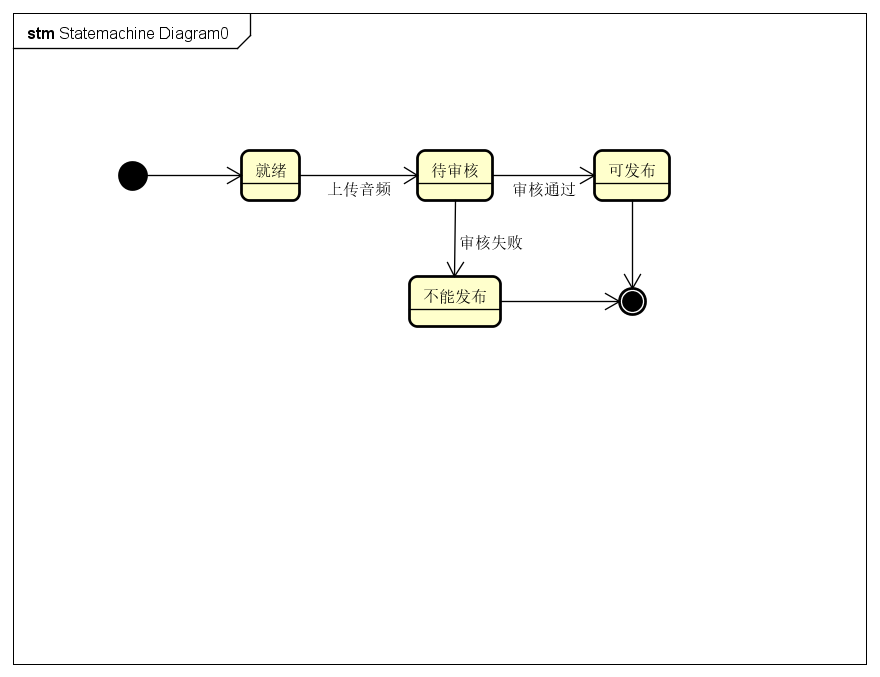 stm Statemachine Diagram0
就绪
待审核
可发布
上传音频
审核通过
审核失败
不能发布